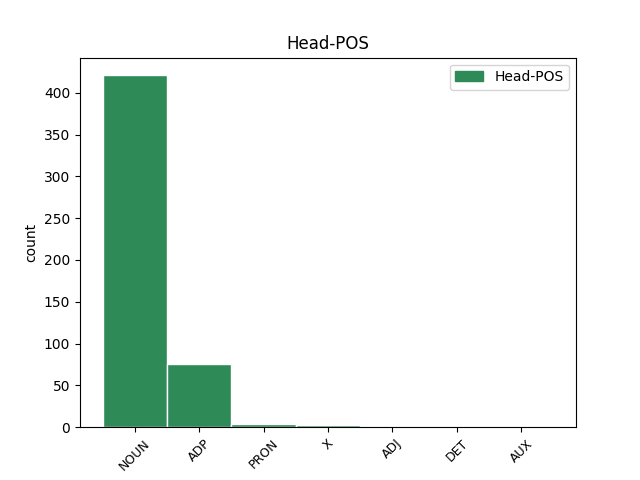 Head-POS
Head-POS
count
400
350
300
250
200
150
100
50
0
NOUN
ADP
PRON
X
ADJ
DET
AUX